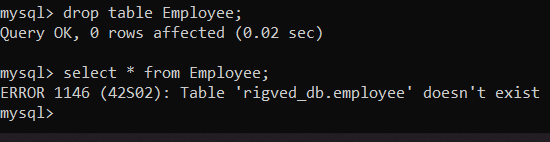 mysql> drop table Employee;
Query OK, 0 rows affected (0.02 sec)
mysql> select * from Employee;
ERROR 1146 (42S02): Table 'rigved_db.employee' doesn't exist
mysql>